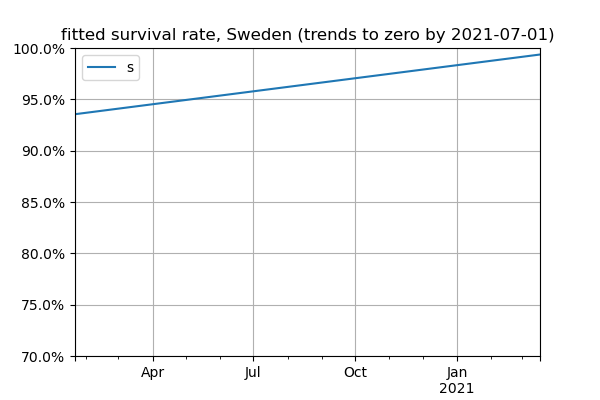 fitted survival rate, Sweden (trends to zero by 2021-07-01)
100.0%
s
95.0%
90.0%
85.0%
80.0%
75.0%
70.0%
Apr Jul Oct Jan
2021